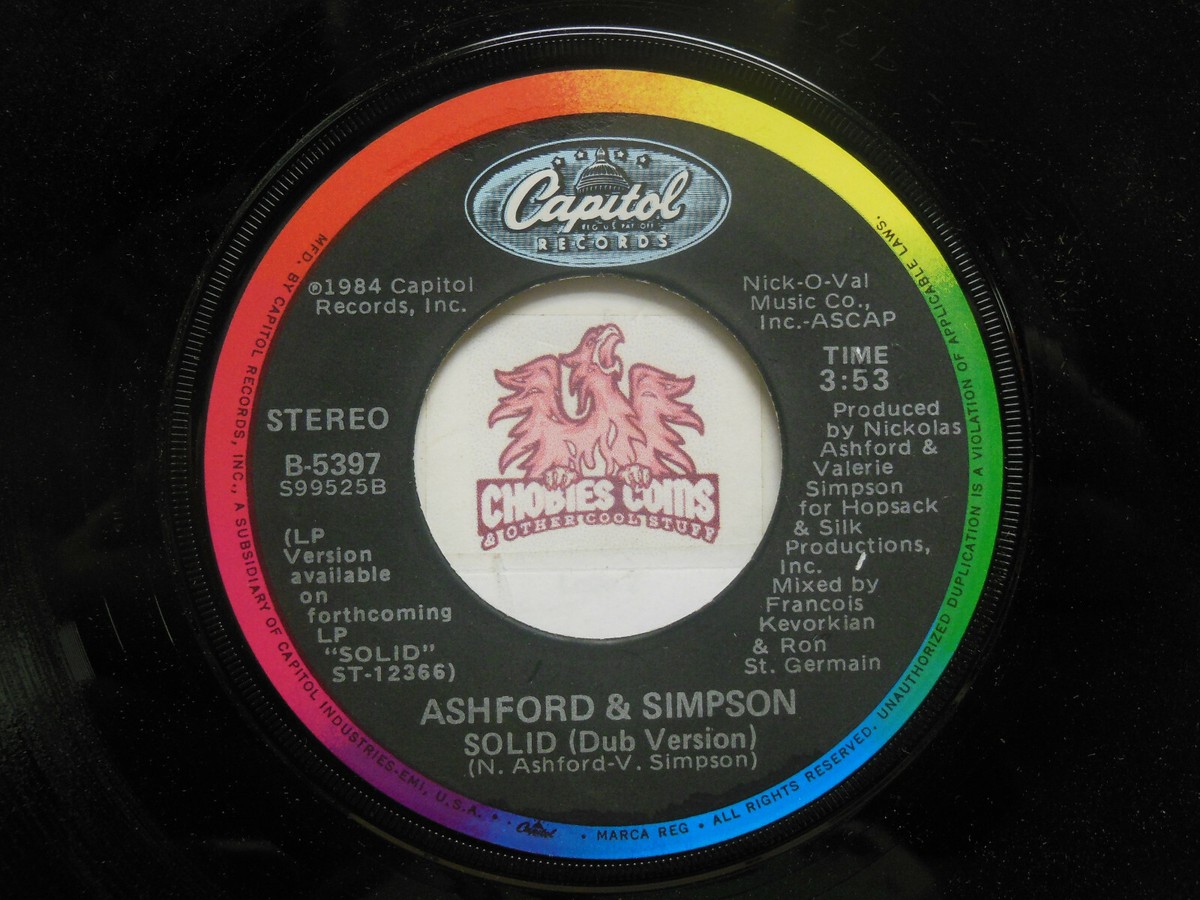 Capitol
REG. U.S. PAT. OFF.
RECORDS
℗1984 Capitol
Records, Inc.
Nick-O-Val
Music Co.,
Inc.-ASCAP
TIME
3:53
STEREO
B-5397
S99525B
(LP
Version
available
on
forthcoming
LP
“SOLID”
ST-12366)
Produced
by Nickolas
Ashford &
Valerie
Simpson
for Hopsack
& Silk
Productions,
Inc.
Mixed by
Francois
Kevorkian
& Ron
St. Germain
CHOBIES COINS
& OTHER COOL STUFF
ASHFORD & SIMPSON
SOLID (Dub Version)
(N. Ashford-V. Simpson)
MFD. BY CAPITOL RECORDS, INC., A SUBSIDIARY OF CAPITOL INDUSTRIES-EMI, U.S.A. • Capitol • MARCA REG • ALL RIGHTS RESERVED. UNAUTHORIZED DUPLICATION IS A VIOLATION OF APPLICABLE LAWS.